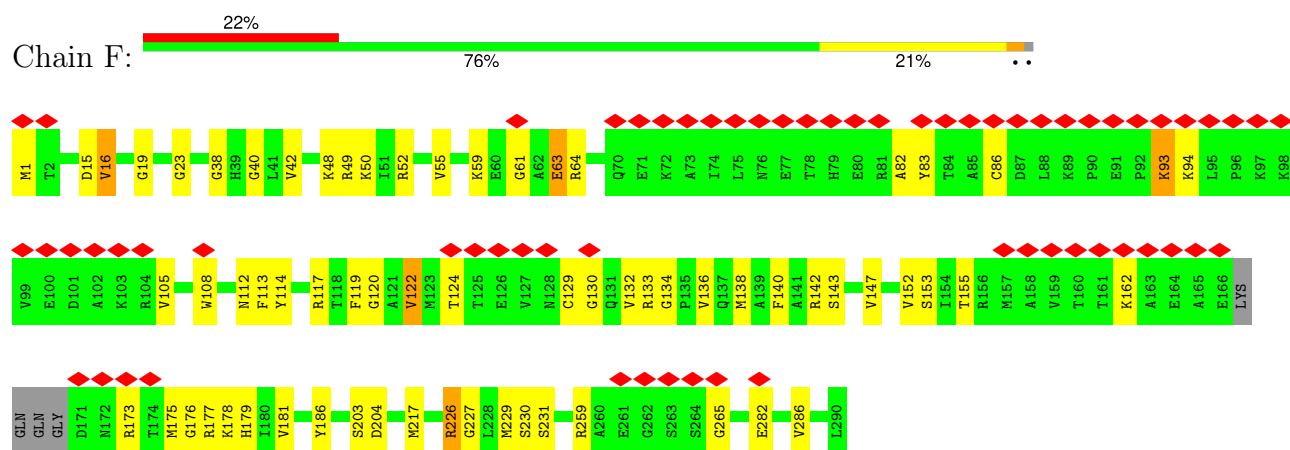 22%
Chain F:
76% 21% • •
M1 T2 D15 V16 G19 G23 G38 H39 G40 L41 V42 K48 R49 K50 I51 R52 V55 K59 E60 G61 A62 E63 R64 Q70 E71 K72 A73 I74 L75 N76 E77 T78 H79 E80 R81 A82 Y83 T84 A85 C86 D87 L88 K89 P90 E91 P92 K93 K94 L95 P96 K97 K98
V99 E100 D101 A102 K103 R104 V105 W108 N112 F113 Y114 R117 T118 F119 G120 A121 V122 M123 T124 T125 E126 V127 N128 C129 G130 Q131 V132 R133 G134 P135 V136 Q137 M138 A139 F140 A141 R142 S143 V147 V152 S153 I154 T155 R156 M157 A158 V159 T160 T161 K162 A163 E164 A165 E166 LYS
GLN GLN GLY D171 N172 R173 T174 M175 G176 R177 K178 H179 I180 V181 Y186 S203 D204 M217 R226 G227 L228 M229 S230 S231 R259 A260 E261 G262 S263 S264 G265 E282 V286 L290